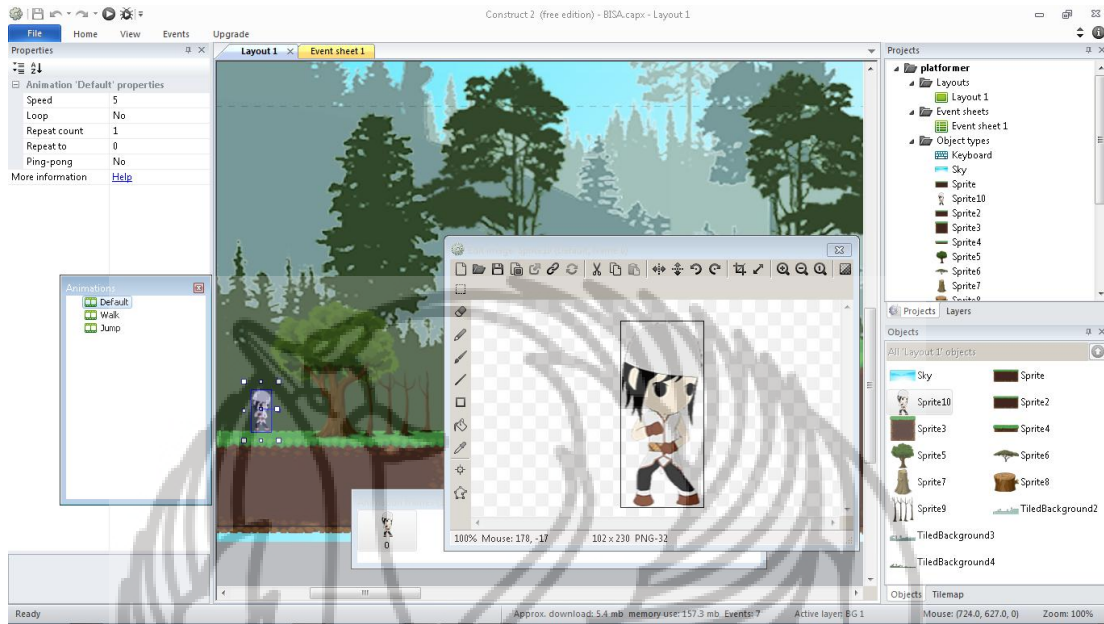 Construct 2 (free edition) - BISA.capx - Layout 1
File Home View Events Upgrade
Properties
Layout 1
Event sheet 1
Animation 'Default' properties
Speed 5
Loop No
Repeat count 1
Repeat to 0
Ping-pong No
More information Help
Animations
Default
Walk
Jump
0
100% Mouse: 178, -17 102 x 230 PNG-32
Projects
platformer
Layouts
Layout 1
Event sheets
Event sheet 1
Object types
Keyboard
Sky
Sprite
Sprite10
Sprite2
Sprite3
Sprite4
Sprite5
Sprite6
Sprite7
Projects Layers
Objects
All 'Layout 1' objects
Sky Sprite
Sprite10 Sprite2
Sprite3 Sprite4
Sprite5 Sprite6
Sprite7 Sprite8
Sprite9 TiledBackground2
TiledBackground3
TiledBackground4
Objects Tilemap
Ready Approx. download: 5.4 mb memory use: 157.3 mb Events: 7 Active layer: BG 1 Mouse: (724.0, 627.0, 0) Zoom: 100%